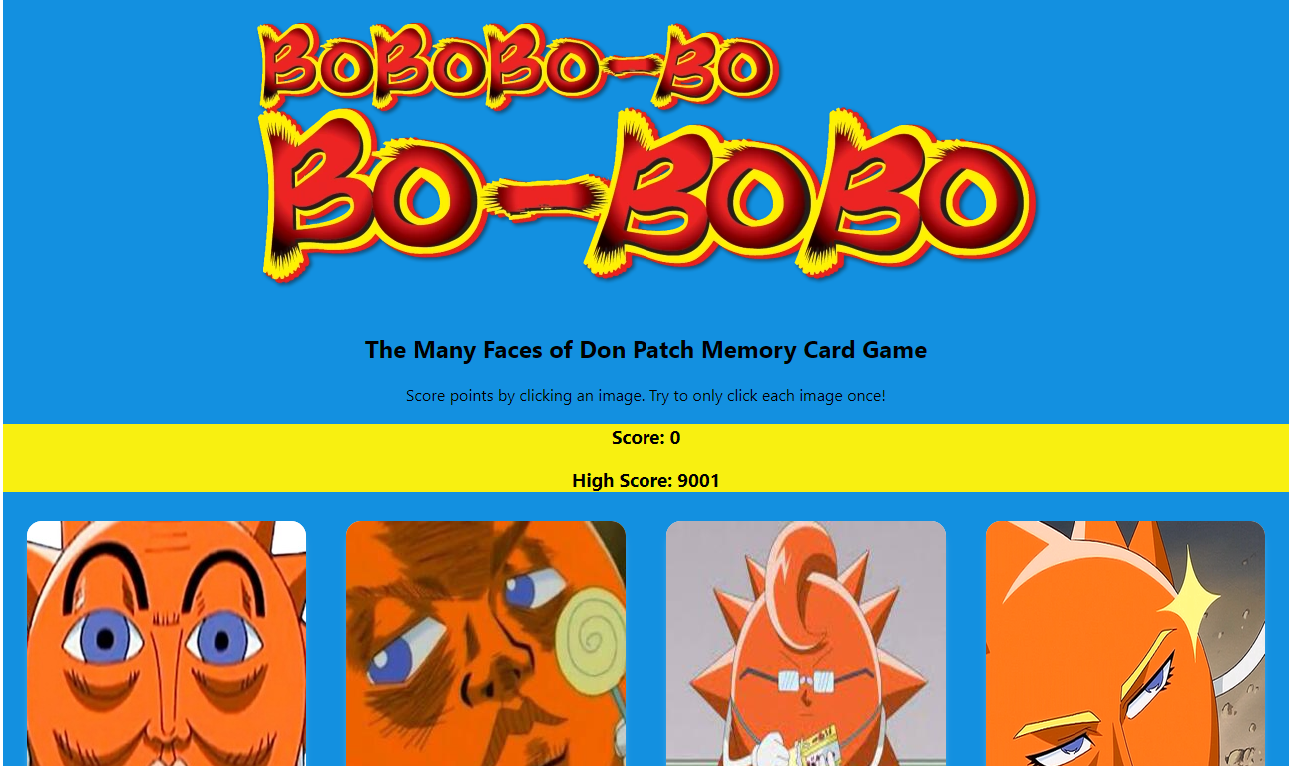 BoBoBo-Bo
Bo-BoBo
The Many Faces of Don Patch Memory Card Game
Score points by clicking an image. Try to only click each image once!
Score: 0
High Score: 9001